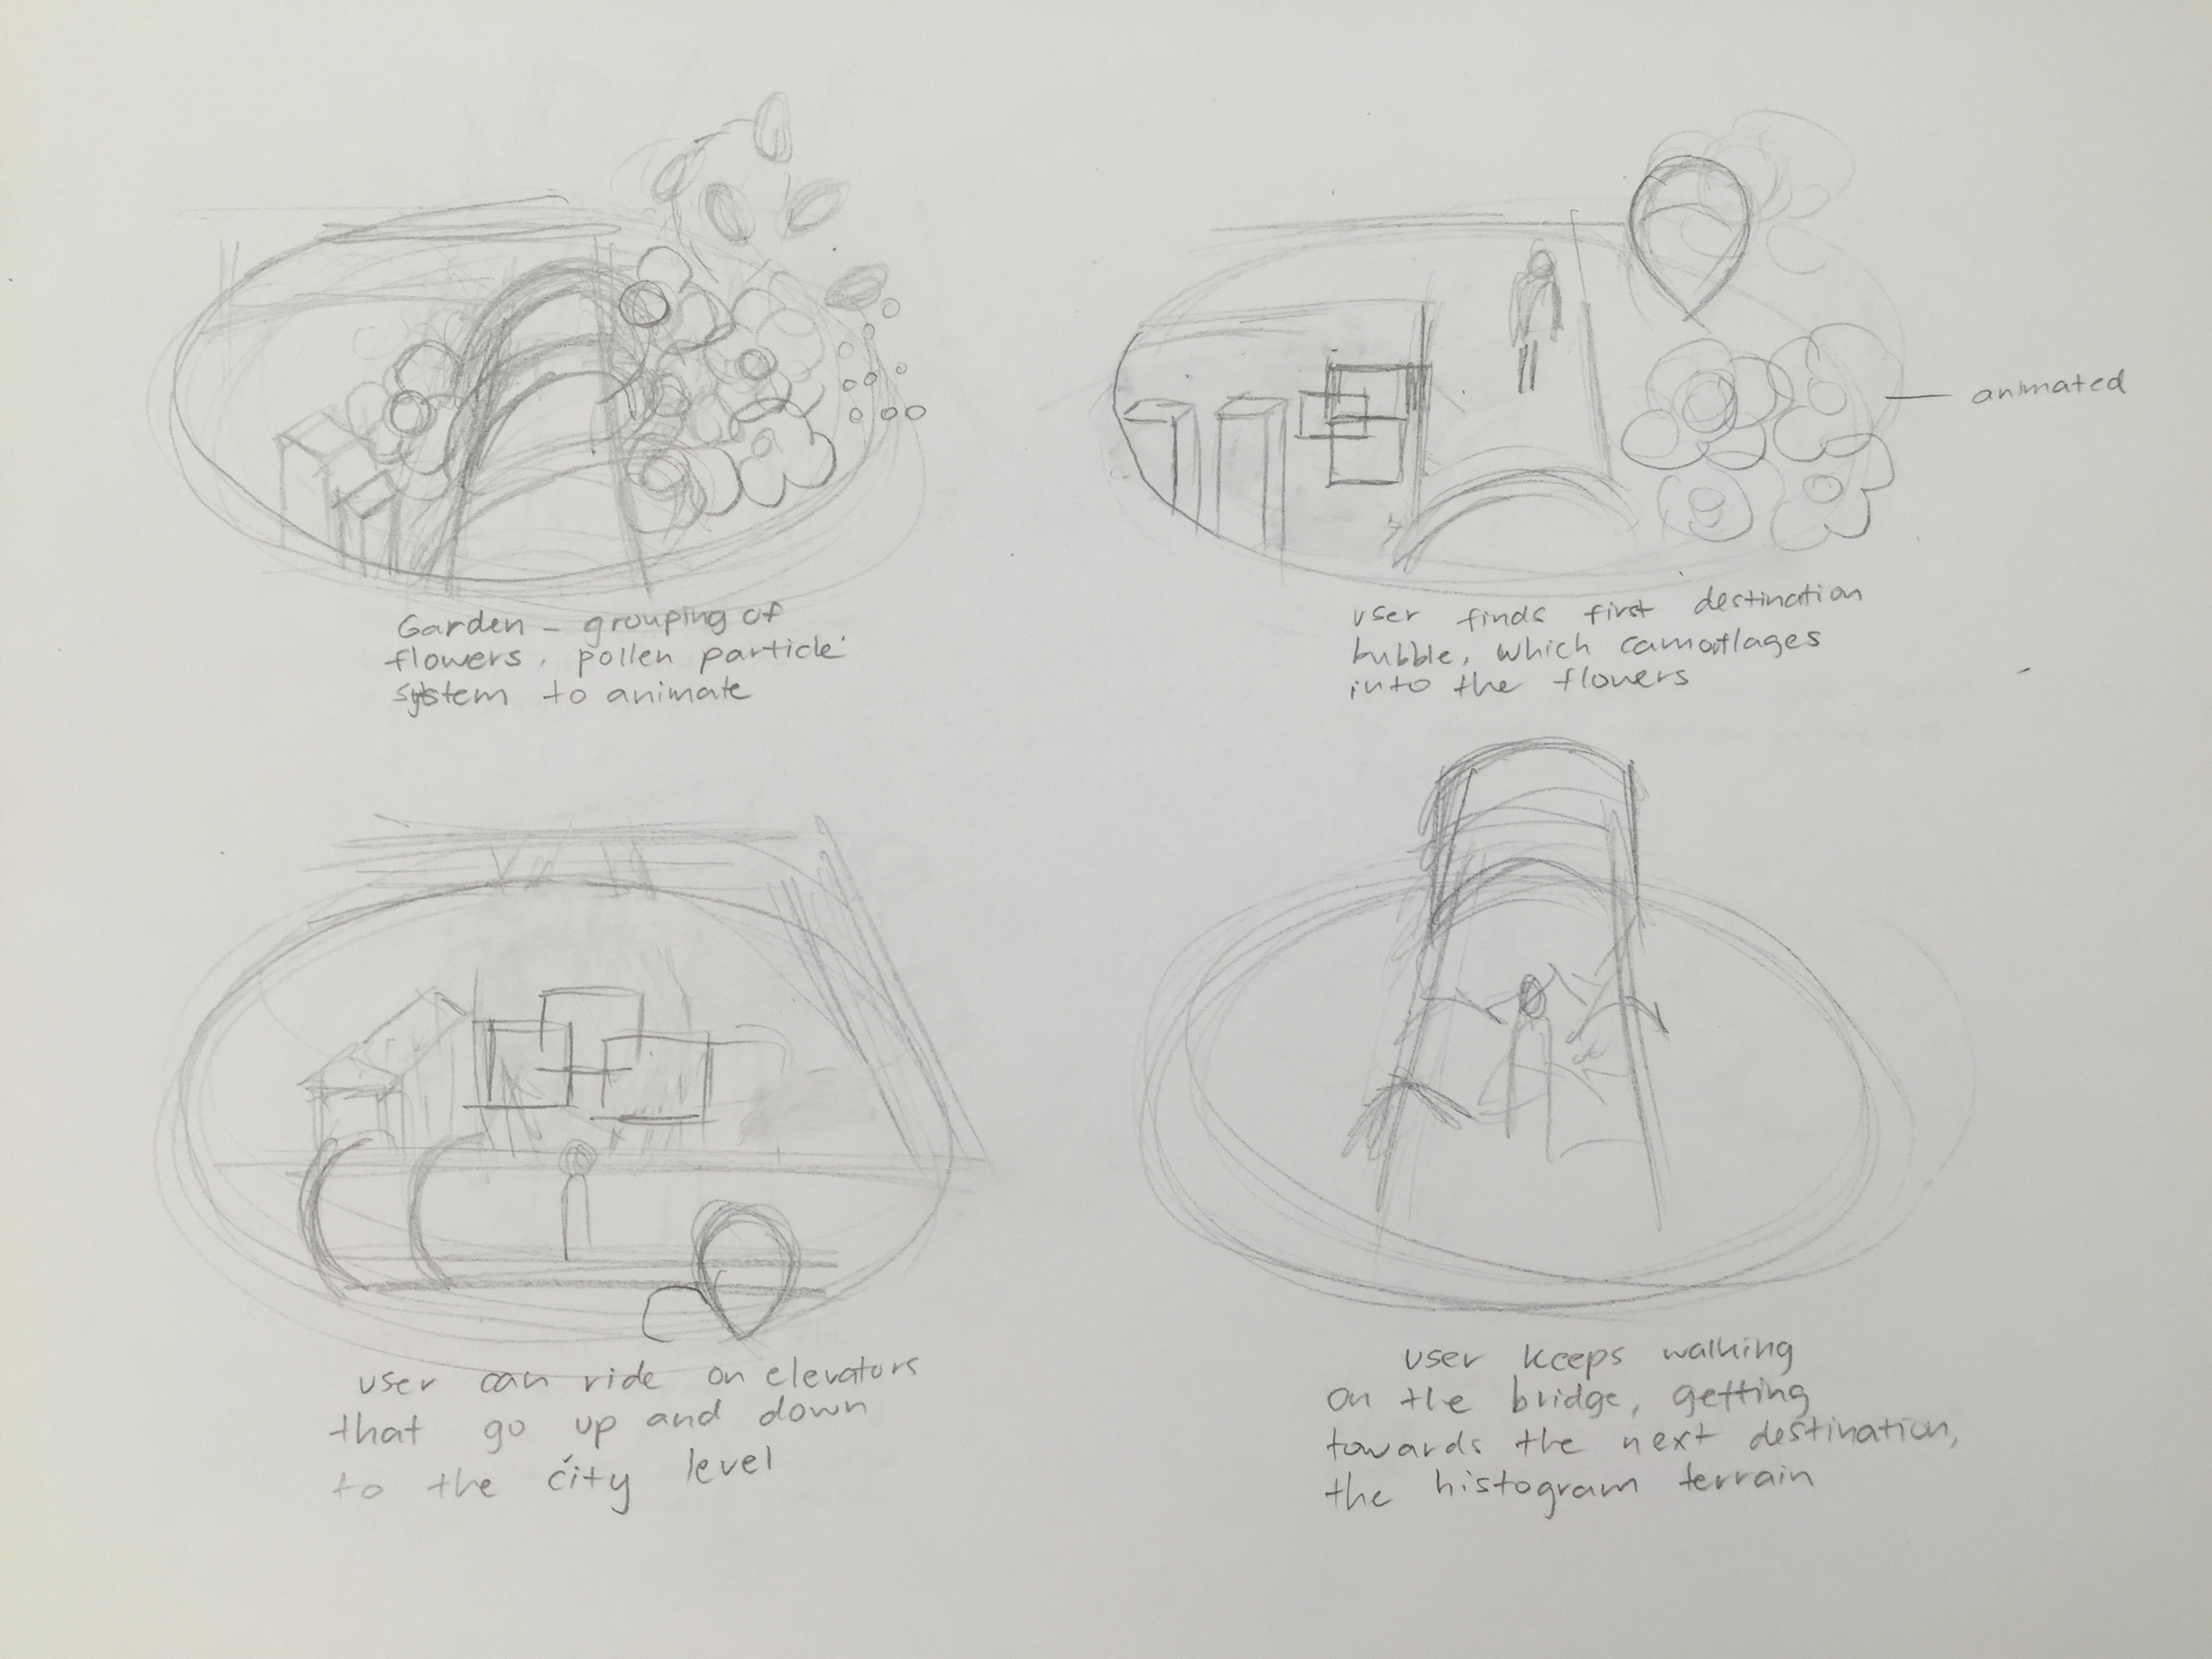 Garden - grouping of
flowers. pollen particle
system to animate
animated
user finds first destination
bubble, which camoflages
into the flowers
user can ride on elevators
that go up and down
to the city level
user keeps walking
on the bridge, getting
towards the next destination,
the histogram terrain